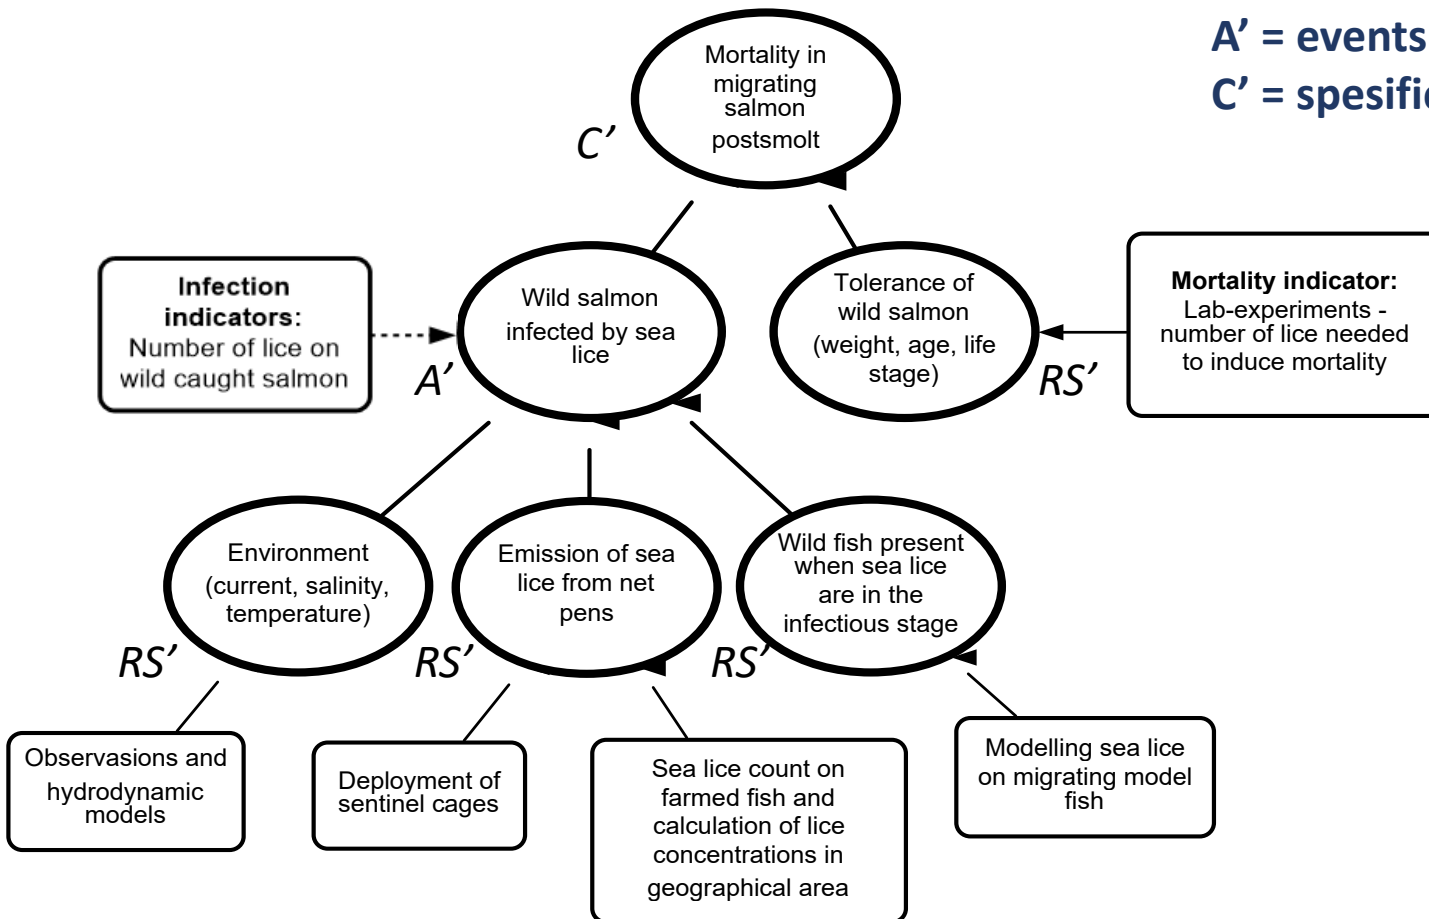 A’ = events
C’ =
Mortality in
migrating
salmon
postsmolt
C’
Infection
indicators:
Number of lice on
wild caught salmon
Wild salmon
infected by sea
lice
A’
Tolerance of
wild salmon
(weight, age, life
stage)
RS’
Mortality indicator:
Lab-experiments -
number of lice needed
to induce mortality
Environment
(current, salinity,
temperature)
RS’
Emission of sea
lice from net
pens
RS’
Wild fish present
when sea lice
are in the
infectious stage
RS’
Observasions and
hydrodynamic
models
Deployment of
sentinel cages
Sea lice count on
farmed fish and
calculation of lice
concentrations in
geographical area
Modelling sea lice
on migrating model
fish